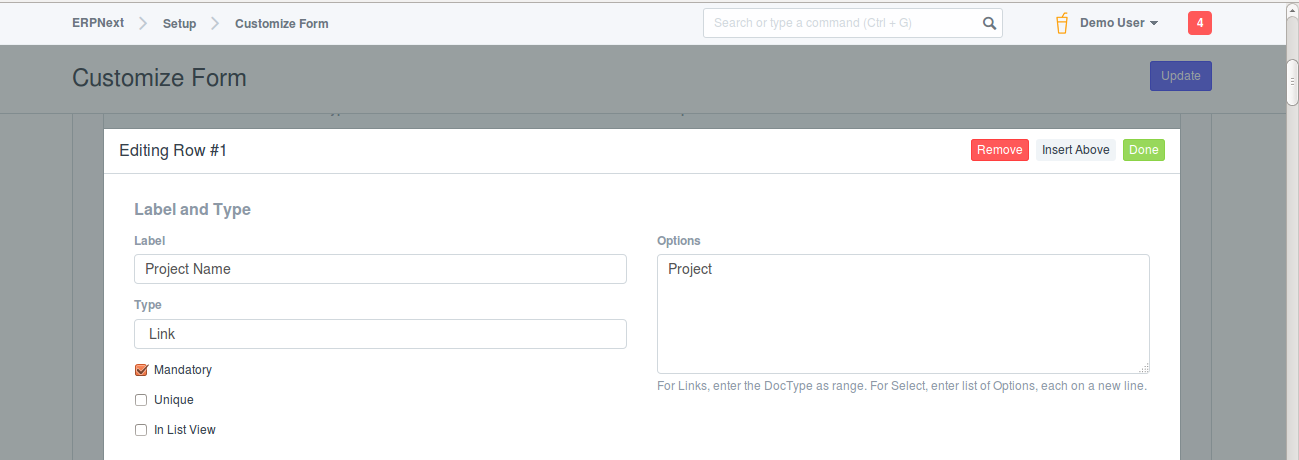 ERPNext Setup Customize Form Search or type a command (Ctrl + G) Demo User 4
Customize Form Update
Editing Row #1 Remove Insert Above Done
Label and Type
Label Options
Project Name Project
Type
Link
Mandatory
For Links, enter the DocType as range. For Select, enter list of Options, each on a new line.
Unique
In List View